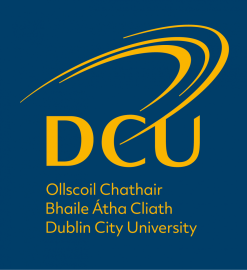 DCU
Ollscoil Chathair
Bhaile Átha Cliath
Dublin City University